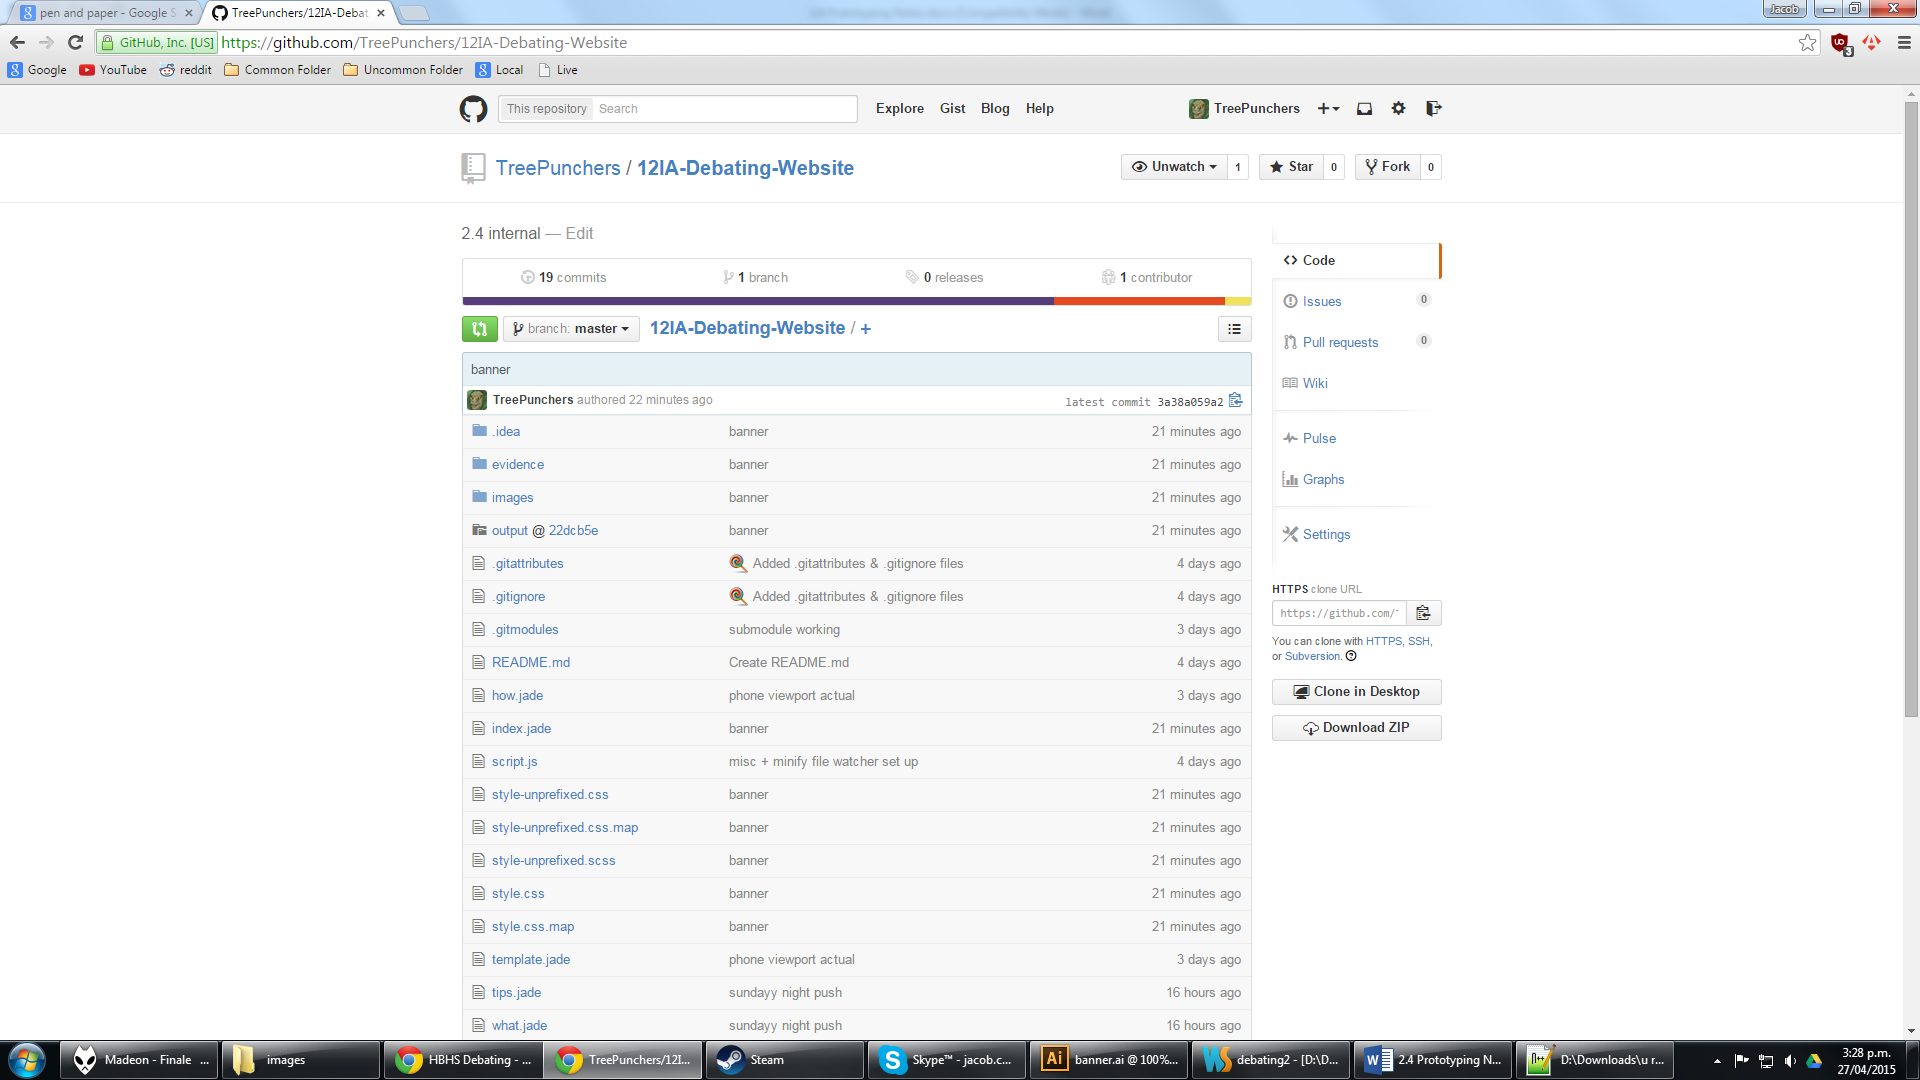 pen and paper - Google S
TreePunchers/12IA-Debat
Jacob
GitHub, Inc. [US] https://github.com/TreePunchers/12IA-Debating-Website
3
Google YouTube reddit Common Folder Uncommon Folder Local Live
This repository Search Explore Gist Blog Help TreePunchers
TreePunchers / 12IA-Debating-Website Unwatch 1 Star 0 Fork 0
2.4 internal — Edit
19 commits 1 branch 0 releases 1 contributor
branch: master 12IA-Debating-Website / +
banner
TreePunchers authored 22 minutes ago latest commit 3a38a059a2
.idea banner 21 minutes ago
evidence banner 21 minutes ago
images banner 21 minutes ago
output @ 22dcb5e banner 21 minutes ago
.gitattributes Added .gitattributes & .gitignore files 4 days ago
.gitignore Added .gitattributes & .gitignore files 4 days ago
.gitmodules submodule working 3 days ago
README.md Create README.md 4 days ago
how.jade phone viewport actual 3 days ago
index.jade banner 21 minutes ago
script.js misc + minify file watcher set up 4 days ago
style-unprefixed.css banner 21 minutes ago
style-unprefixed.css.map banner 21 minutes ago
style-unprefixed.scss banner 21 minutes ago
style.css banner 21 minutes ago
style.css.map banner 21 minutes ago
template.jade phone viewport actual 3 days ago
tips.jade sundayy night push 16 hours ago
what.jade sundayy night push 16 hours ago
Code
Issues 0
Pull requests 0
Wiki
Pulse
Graphs
Settings
HTTPS clone URL
https://github.com/
You can clone with HTTPS, SSH,
or Subversion.
Clone in Desktop
Download ZIP
Madeon - Finale ...
images
HBHS Debating - ...
TreePunchers/12I...
Steam
Skype™ - jacob.c...
banner.ai @ 100%...
debating2 - [D:\D...
2.4 Prototyping N...
D:\Downloads\u r...
3:28 p.m.
27/04/2015